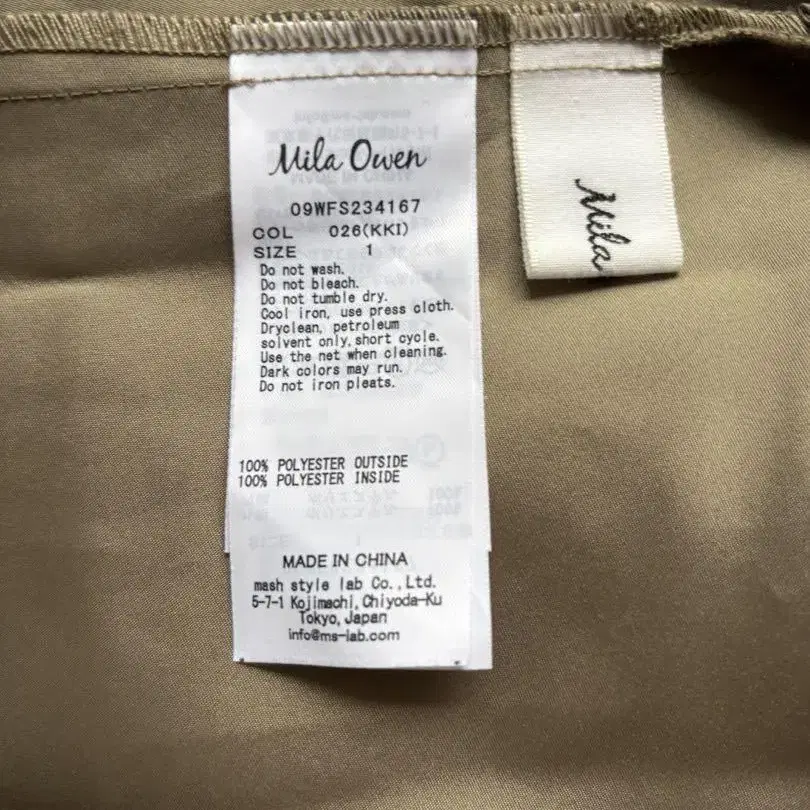 Mila Owen
09WFS234167
COL 026(KKI)
SIZE 1
Do not wash.
Do not bleach.
Do not tumble dry.
Cool iron, use press cloth.
Dryclean, petroleum
solvent only, short cycle.
Use the net when cleaning.
Dark colors may run.
Do not iron pleats.
100% POLYESTER OUTSIDE
100% POLYESTER INSIDE
MADE IN CHINA
mash style lab Co.,Ltd.
5-7-1 Kojimachi, Chiyoda-Ku
Tokyo, Japan
info@ms-lab.com
Mila